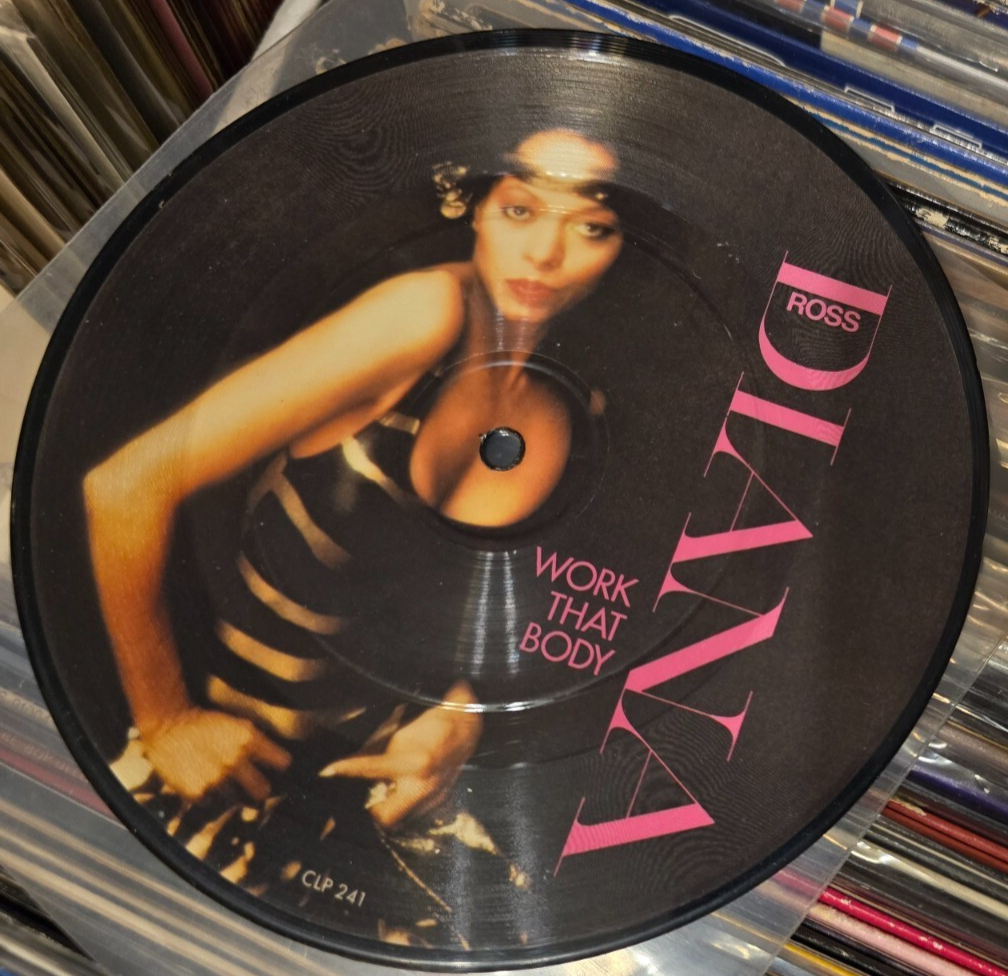 DIANA
ROSS
WORK
THAT
BODY
CLP 241